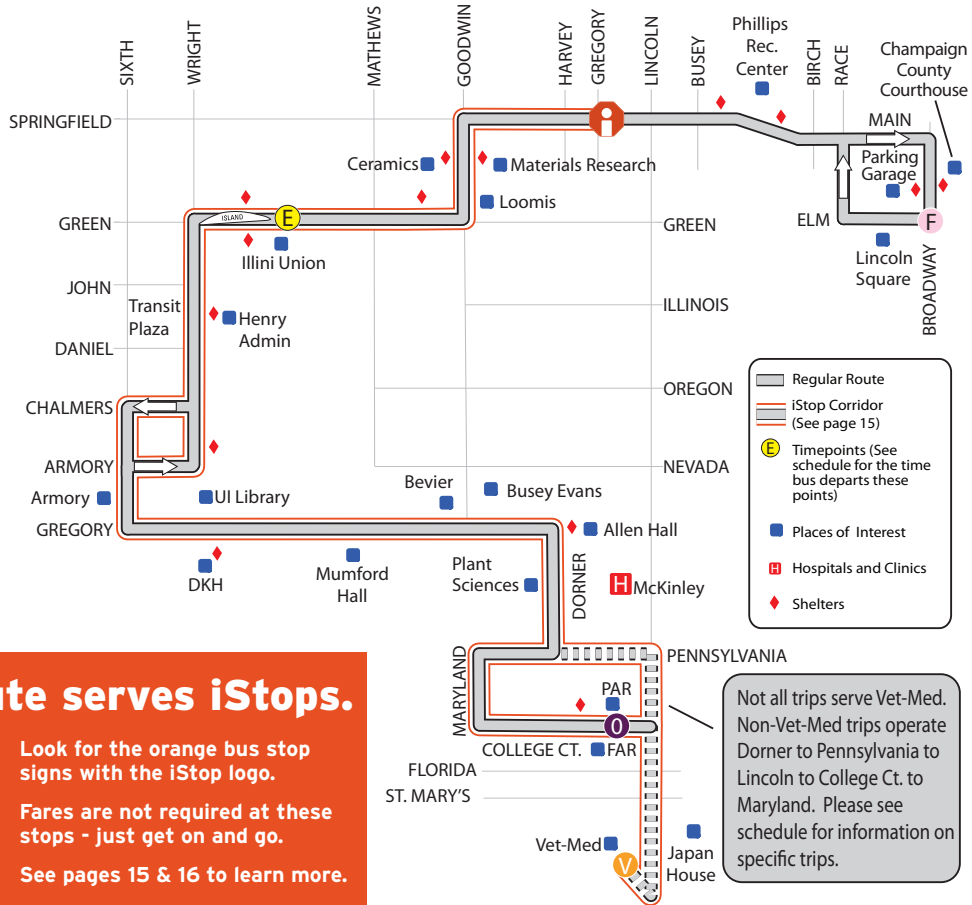 SIXTH
WRIGHT
MATHEWS
GOODWIN
HARVEY
GREGORY
LINCOLN
BUSEY
Phillips
Rec.
Center
BIRCH
RACE
Champaign
County
Courthouse
SPRINGFIELD
MAIN
Ceramics
Materials Research
Parking
Garage
Loomis
GREEN
ISLAND
E
GREEN
ELM
F
Illini Union
Lincoln
Square
BROADWAY
JOHN
Transit
Plaza
Henry
Admin
ILLINOIS
DANIEL
CHALMERS
OREGON
ARMORY
NEVADA
Armory
UI Library
Bevier
Busey Evans
GREGORY
Allen Hall
DKH
Mumford
Hall
Plant
Sciences
DORNER
H McKinley
Regular Route
iStop Corridor
(See page 15)
E
Timepoints (See
schedule for the time
bus departs these
points)
Places of Interest
H Hospitals and Clinics
Shelters
MARYLAND
PENNSYLVANIA
PAR
O
COLLEGE CT.
FAR
FLORIDA
ST. MARY'S
Vet-Med
V
Japan
House
Not all trips serve Vet-Med.
Non-Vet-Med trips operate
Dorner to Pennsylvania to
Lincoln to College Ct. to
Maryland. Please see
schedule for information on
specific trips.
ute serves iStops.
Look for the orange bus stop
signs with the iStop logo.
Fares are not required at these
stops - just get on and go.
See pages 15 & 16 to learn more.